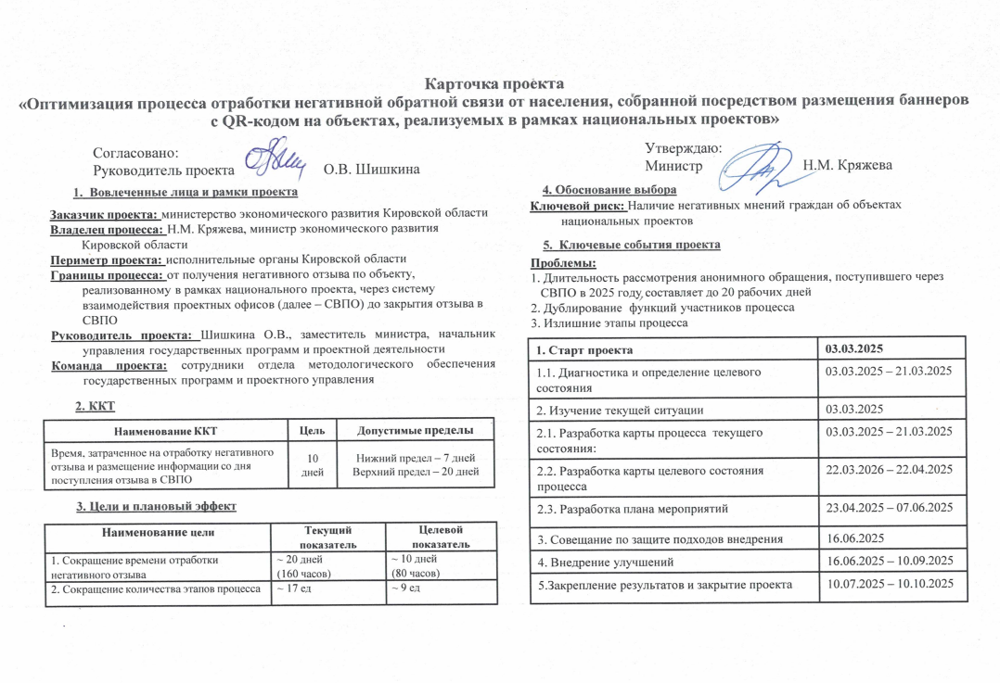 Карточка проекта
«Оптимизация процесса отработки негативной обратной связи от населения, собранной посредством размещения баннеров
с QR-кодом на объектах, реализуемых в рамках национальных проектов»
Согласовано:
Руководитель проекта О.В. Шишкина
Утверждаю:
Министр Н.М. Кряжева
1. Вовлеченные лица и рамки проекта
Заказчик проекта: министерство экономического развития Кировской области
Владелец процесса: Н.М. Кряжева, министр экономического развития
Кировской области
Периметр проекта: исполнительные органы Кировской области
Границы процесса: от получения негативного отзыва по объекту,
реализованному в рамках национального проекта, через систему
взаимодействия проектных офисов (далее – СВПО) до закрытия отзыва в
СВПО
Руководитель проекта: Шишкина О.В., заместитель министра, начальник
управления государственных программ и проектной деятельности
Команда проекта: сотрудники отдела методологического обеспечения
государственных программ и проектного управления
2. ККТ
Наименование ККТ Цель Допустимые пределы
Время, затраченное на отработку негативного
отзыва и размещение информации со дня
поступления отзыва в СВПО
10
дней
Нижний предел – 7 дней
Верхний предел – 20 дней
3. Цели и плановый эффект
Наименование цели
Текущий
показатель
Целевой
показатель
1. Сокращение времени отработки
негативного отзыва
~ 20 дней
(160 часов)
~ 10 дней
(80 часов)
2. Сокращение количества этапов процесса ~ 17 ед ~ 9 ед
4. Обоснование выбора
Ключевой риск: Наличие негативных мнений граждан об объектах
национальных проектов
5. Ключевые события проекта
Проблемы:
1. Длительность рассмотрения анонимного обращения, поступившего через
СВПО в 2025 году, составляет до 20 рабочих дней
2. Дублирование функций участников процесса
3. Излишние этапы процесса
1. Старт проекта 03.03.2025
1.1. Диагностика и определение целевого
состояния
03.03.2025 – 21.03.2025
2. Изучение текущей ситуации 03.03.2025
2.1. Разработка карты процесса текущего
состояния:
03.03.2025 – 21.03.2025
2.2. Разработка карты целевого состояния
процесса
22.03.2026 – 22.04.2025
2.3. Разработка плана мероприятий 23.04.2025 – 07.06.2025
3. Совещание по защите подходов внедрения 16.06.2025
4. Внедрение улучшений 16.06.2025 – 10.09.2025
5.Закрепление результатов и закрытие проекта 10.07.2025 – 10.10.2025